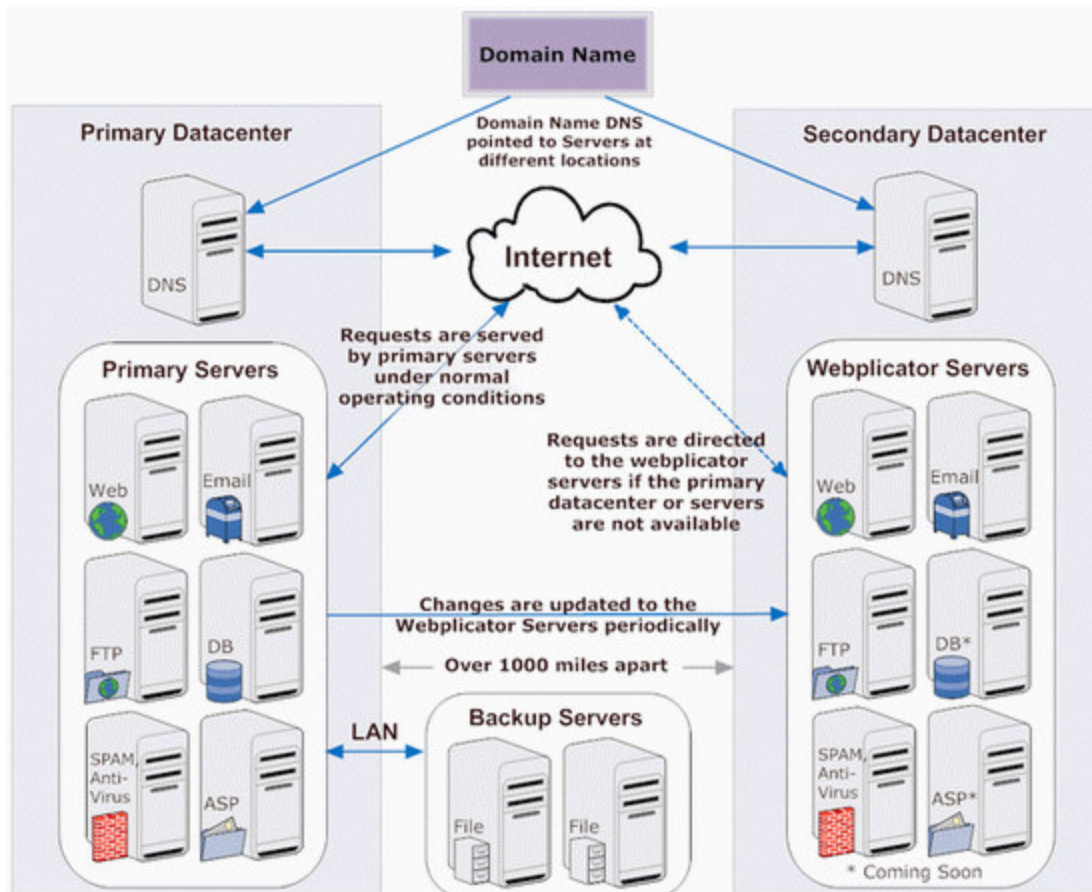 Domain Name
Primary Datacenter
Domain Name DNS
pointed to Servers at
different locations
Secondary Datacenter
DNS
Internet
DNS
Requests are served
by primary servers
under normal
operating conditions
Primary Servers
Web
Email
FTP
DB
SPAM,
Anti-
Virus
ASP
Requests are directed
to the webplicator
servers if the primary
datacenter or servers
are not available
Changes are updated to the
Webplicator Servers periodically
Over 1000 miles apart
LAN
Backup Servers
File
File
Webplicator Servers
Web
Email
FTP
DB*
SPAM,
Anti-
Virus
ASP*
* Coming Soon